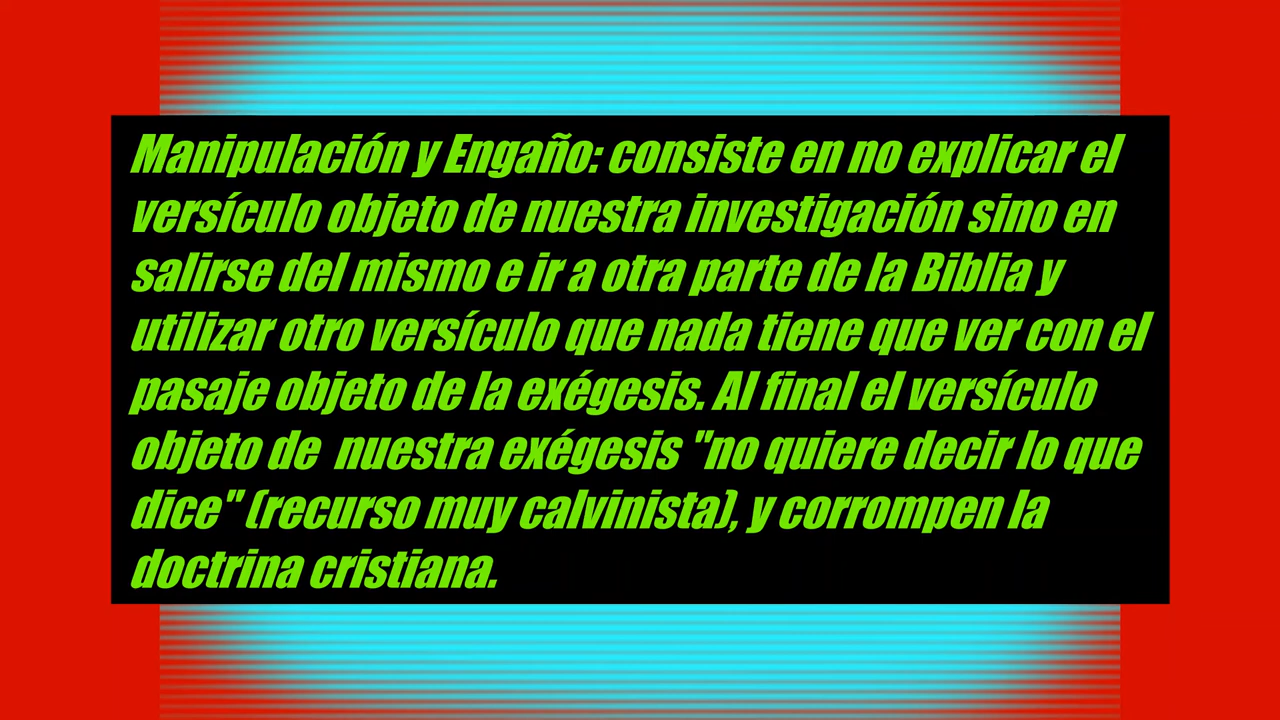 Manipulación y Engaño: consiste en no explicar el
versículo objeto de nuestra investigación sino en
salirse del mismo e ir a otra parte de la Biblia y
utilizar otro versículo que nada tiene que ver con el
pasaje objeto de la exégesis. Al final el versículo
objeto de  nuestra exégesis "no quiere decir lo que
dice" (recurso muy calvinista), y corrompen la
doctrina cristiana.